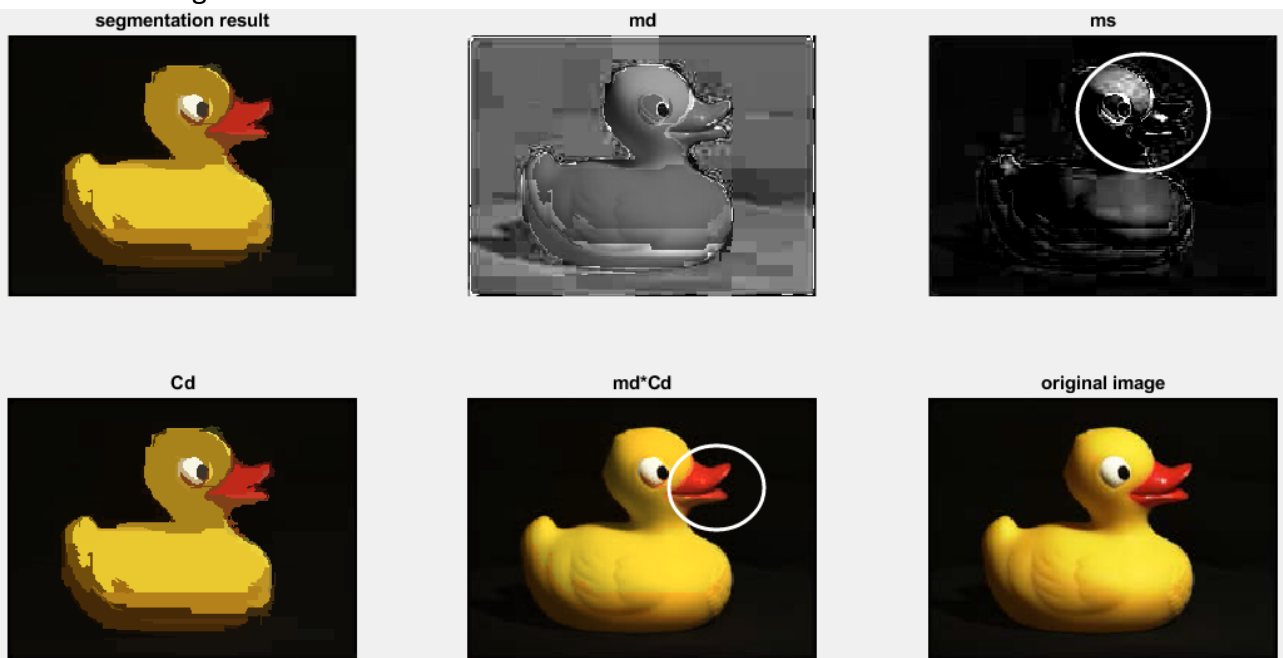 segmentation result
md
ms
Cd
md*Cd
original image